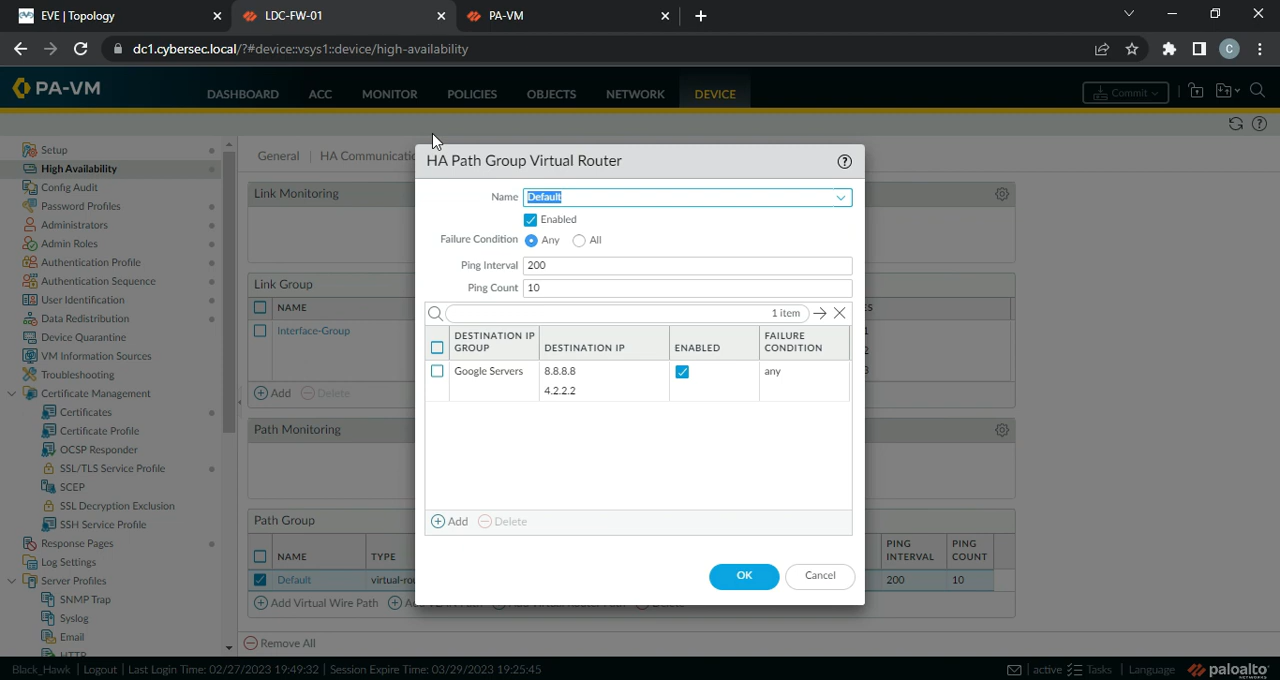 EVE | Topology
LDC-FW-01
PA-VM
dc1.cybersec.local/?#device::vsys1::device/high-availability
C
PA-VM
DASHBOARD
ACC
MONITOR
POLICIES
OBJECTS
NETWORK
DEVICE
Commit
Setup
High Availability
Config Audit
Password Profiles
Administrators
Admin Roles
Authentication Profile
Authentication Sequence
User Identification
Data Redistribution
Device Quarantine
VM Information Sources
Troubleshooting
Certificate Management
Certificates
Certificate Profile
OCSP Responder
SSL/TLS Service Profile
SCEP
SSL Decryption Exclusion
SSH Service Profile
Response Pages
Log Settings
Server Profiles
SNMP Trap
Syslog
Email
HTTP
General | HA Communicatio
Link Monitoring
Link Group
NAME
Interface-Group
Add Delete
Path Monitoring
Path Group
NAME TYPE PING INTERVAL PING COUNT
Default virtual-rou 200 10
Add Virtual Wire Path
Remove All
HA Path Group Virtual Router
Name Default
Enabled
Failure Condition Any All
Ping Interval 200
Ping Count 10
1 item
DESTINATION IP GROUP
DESTINATION IP
ENABLED
FAILURE CONDITION
Google Servers 8.8.8.8 any
4.2.2.2
Add Delete
OK Cancel
Black_Hawk | Logout | Last Login Time: 02/27/2023 19:49:32 | Session Expire Time: 03/29/2023 19:25:45
active Tasks | Language paloalto
NETWORKS